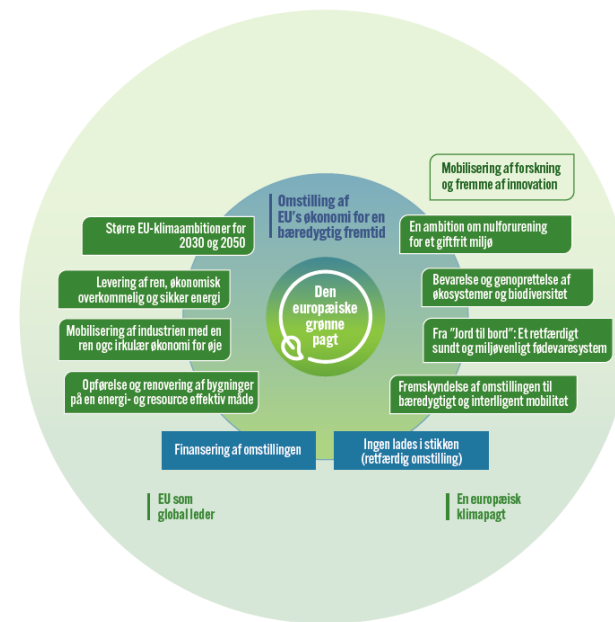 Mobilisering af forskning
og fremme af innovation
Omstilling af
EU's økonomi for en
bæredygtig fremtid
Større EU-klimaambitioner for
2030 og 2050
En ambition om nulforurening
for et giftfrit miljø
Levering af ren, økonomisk
overkommelig og sikker energi
Bevarelse og genoprettelse af
økosystemer og biodiversitet
Den
europæiske
grønne
pagt
Mobilisering af industrien med en
ren ogc irkulær økonomi for øje
Fra "Jord til bord": Et retfærdigt
sundt og miljøvenligt fødevaresystem
Opførelse og renovering af bygninger
på en energi- og resource effektiv måde
Fremskyndelse af omstillingen til
bæredygtigt og interlligent mobilitet
Finansering af omstillingen
Ingen lades i stikken
(retfærdig omstilling)
EU som
global leder
En europæisk
klimapagt